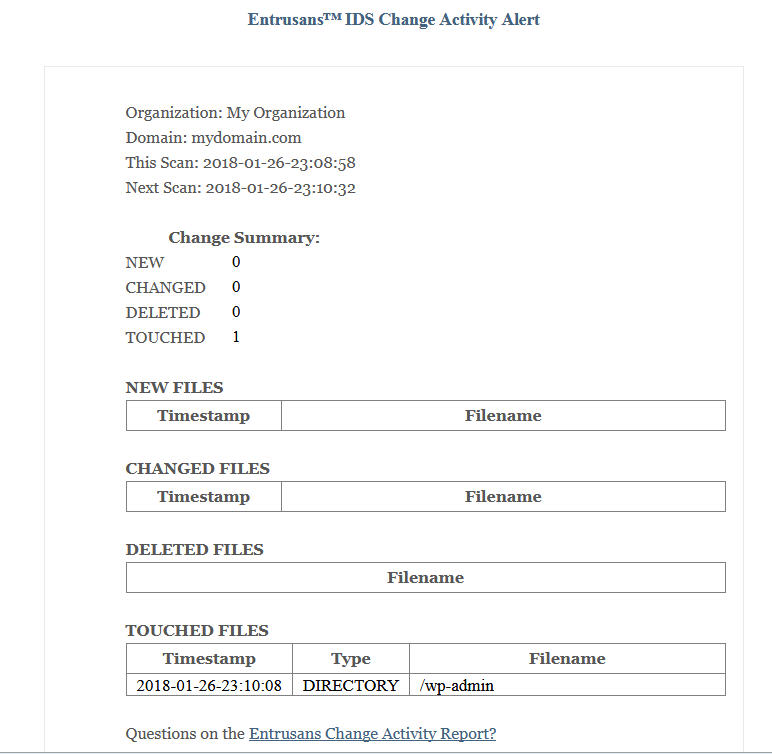 Entrusans™ IDS Change Activity Alert
Organization: My Organization
Domain: mydomain.com
This Scan: 2018-01-26-23:08:58
Next Scan: 2018-01-26-23:10:32
Change Summary:
NEW 0
CHANGED 0
DELETED 0
TOUCHED 1
NEW FILES
Timestamp Filename
CHANGED FILES
Timestamp Filename
DELETED FILES
Filename
TOUCHED FILES
Timestamp Type Filename
2018-01-26-23:10:08 DIRECTORY /wp-admin
Questions on the Entrusans Change Activity Report?